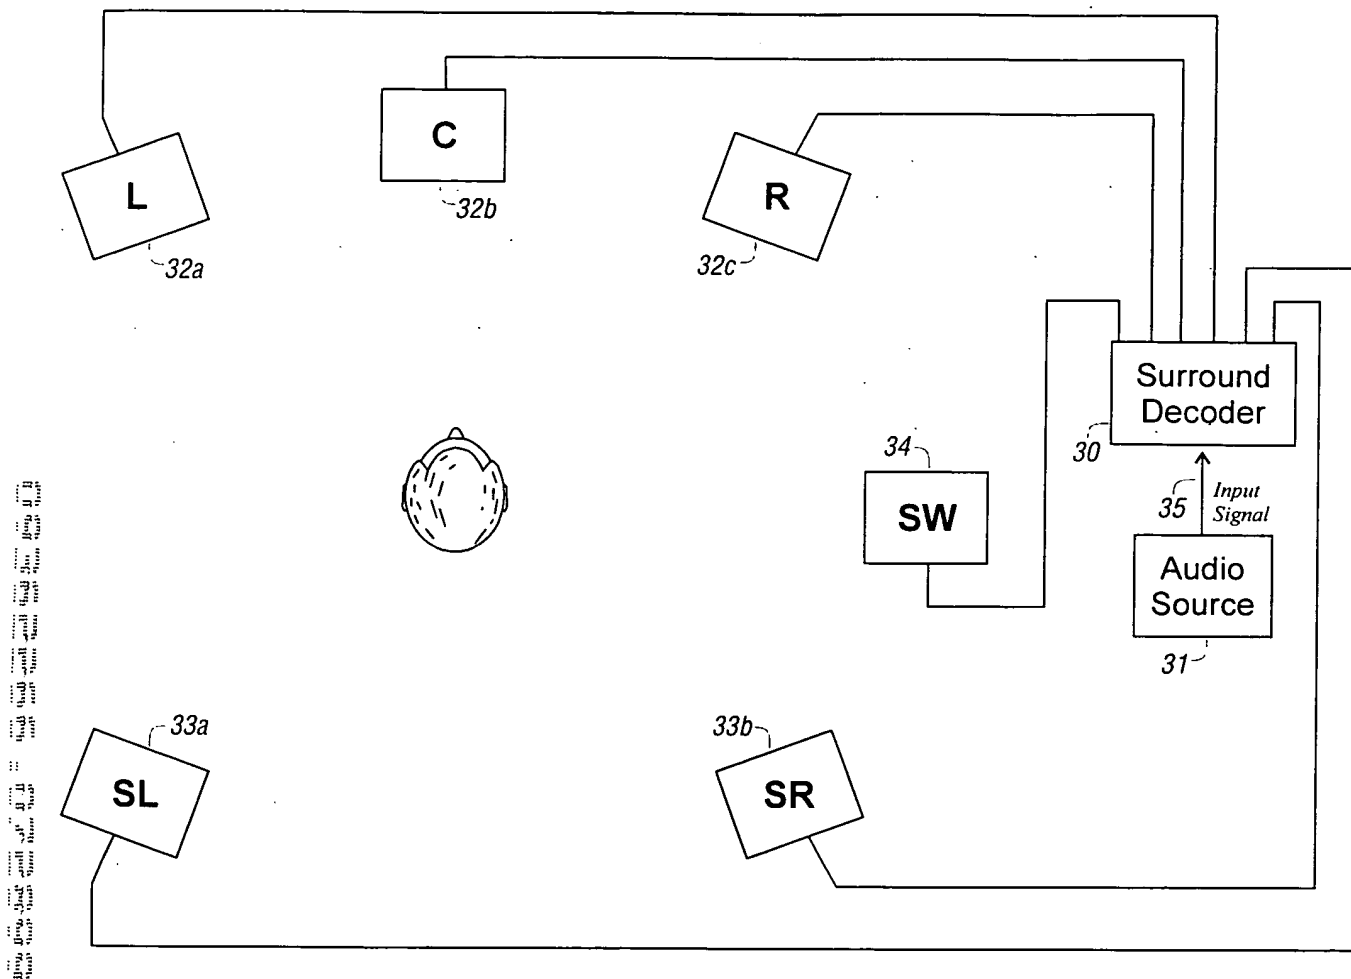 C
L
R
32b
32a
32c
Surround
Decoder
30
34
35
Input
Signal
SW
Audio
Source
31
33a
33b
SL
SR